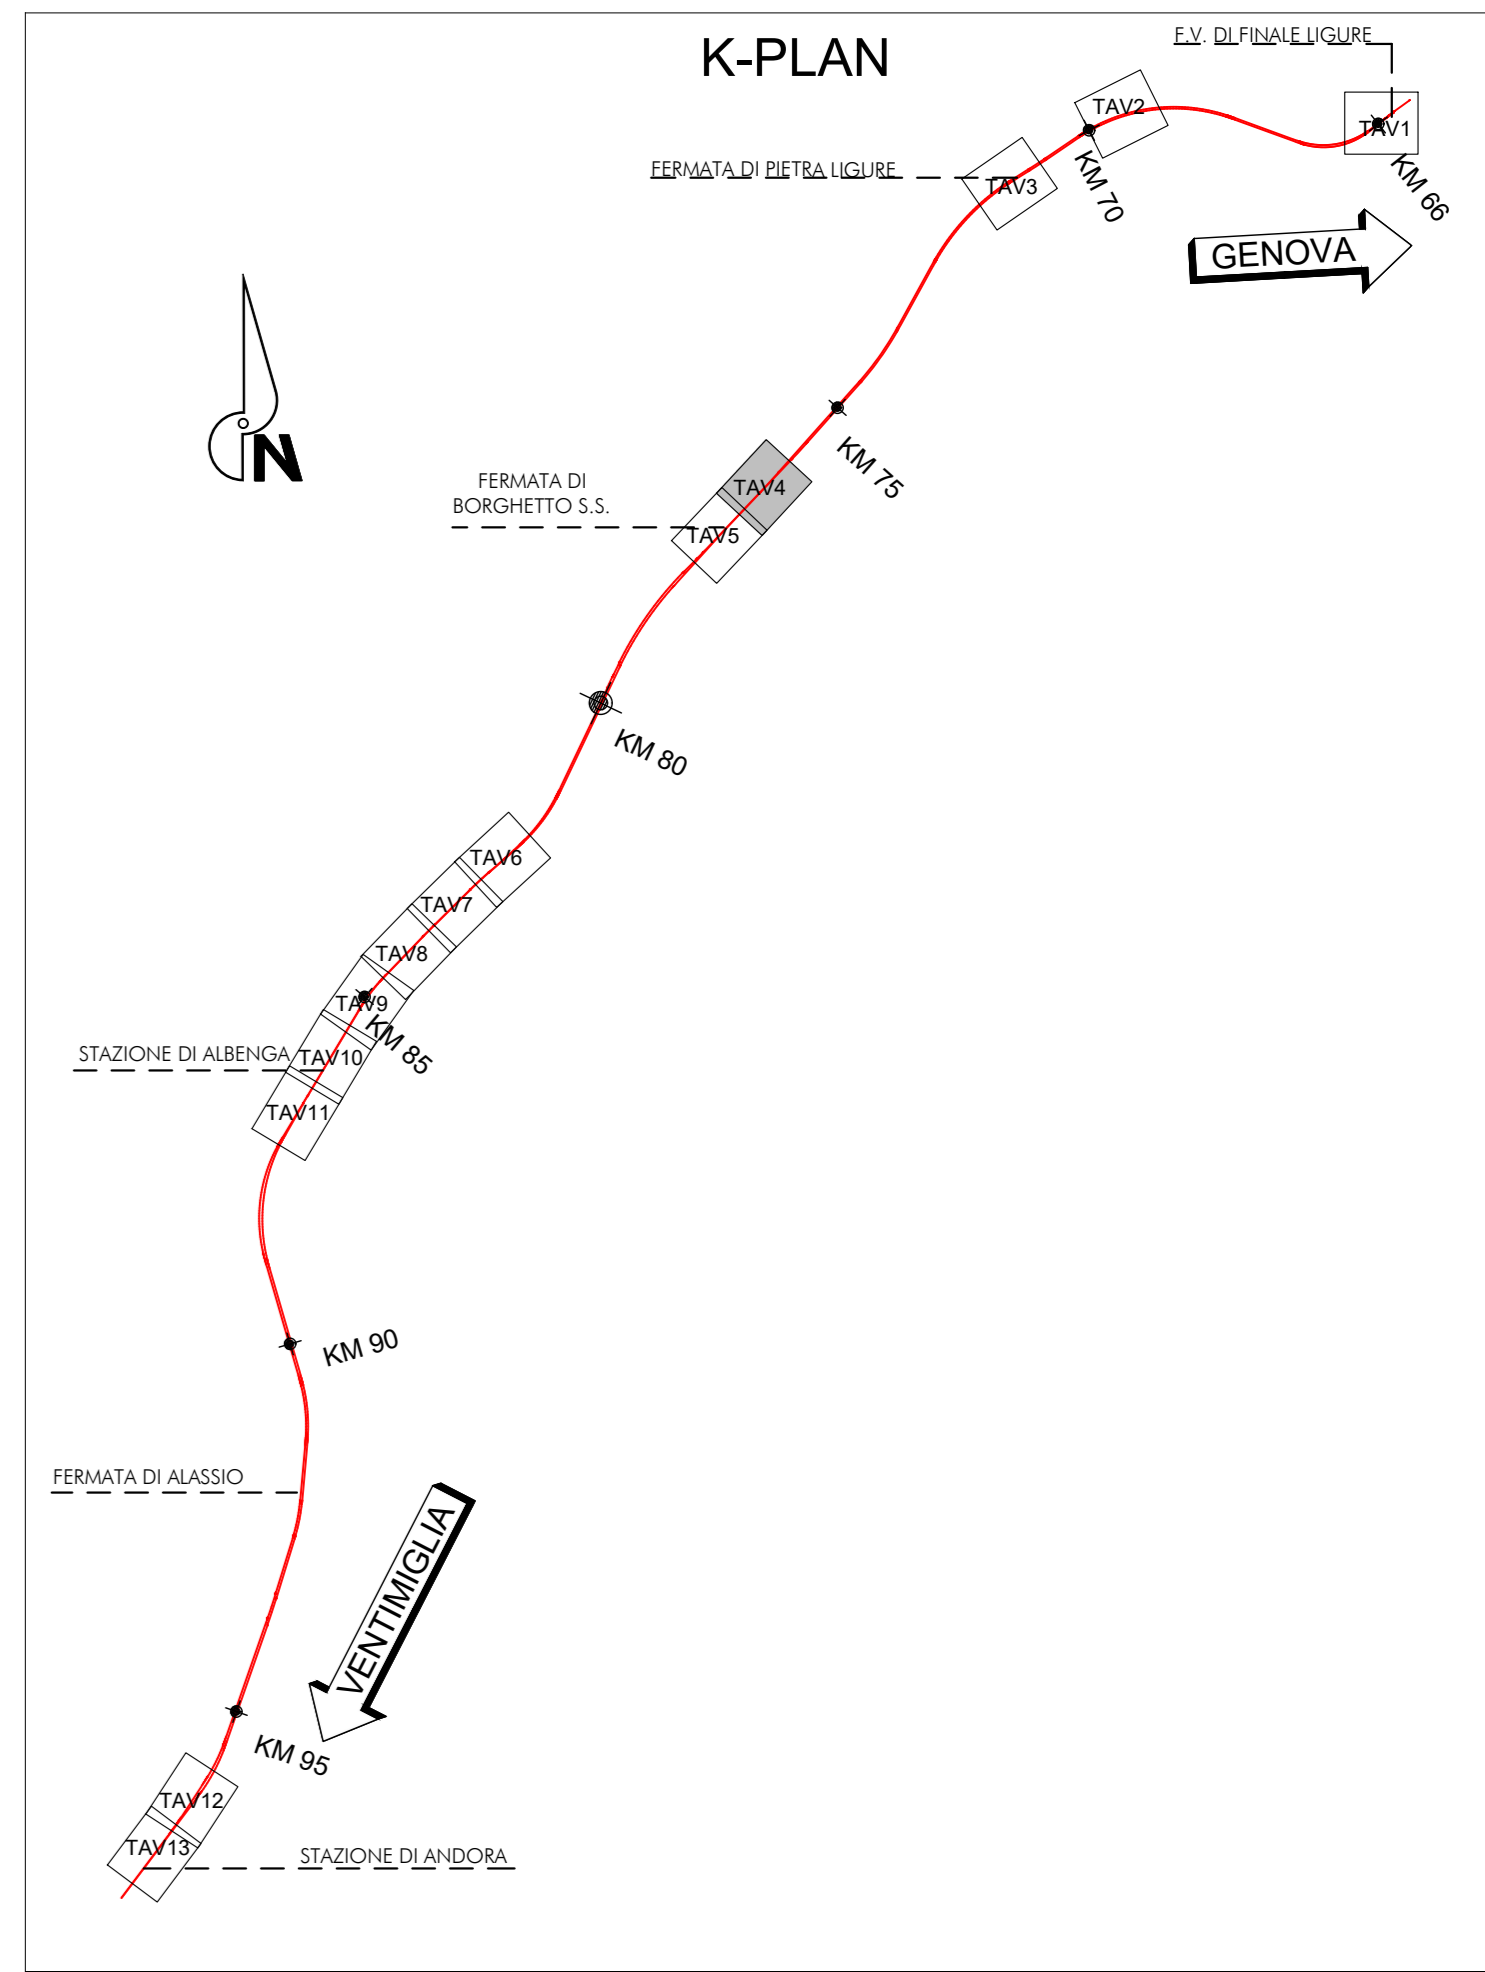 K-PLAN
F.V. DI FINALE LIGURE
TAV2
TAV1
KM 66
KM 70
FERMATA DI PIETRA LIGURE
TAV3
GENOVA
N
KM 75
FERMATA DI
BORGHETTO S.S.
TAV4
TAV5
KM 80
TAV6
TAV7
TAV8
TAV9
KM 85
STAZIONE DI ALBENGA
TAV10
TAV11
KM 90
FERMATA DI ALASSIO
VENTIMIGLIA
KM 95
TAV12
TAV13
STAZIONE DI ANDORA